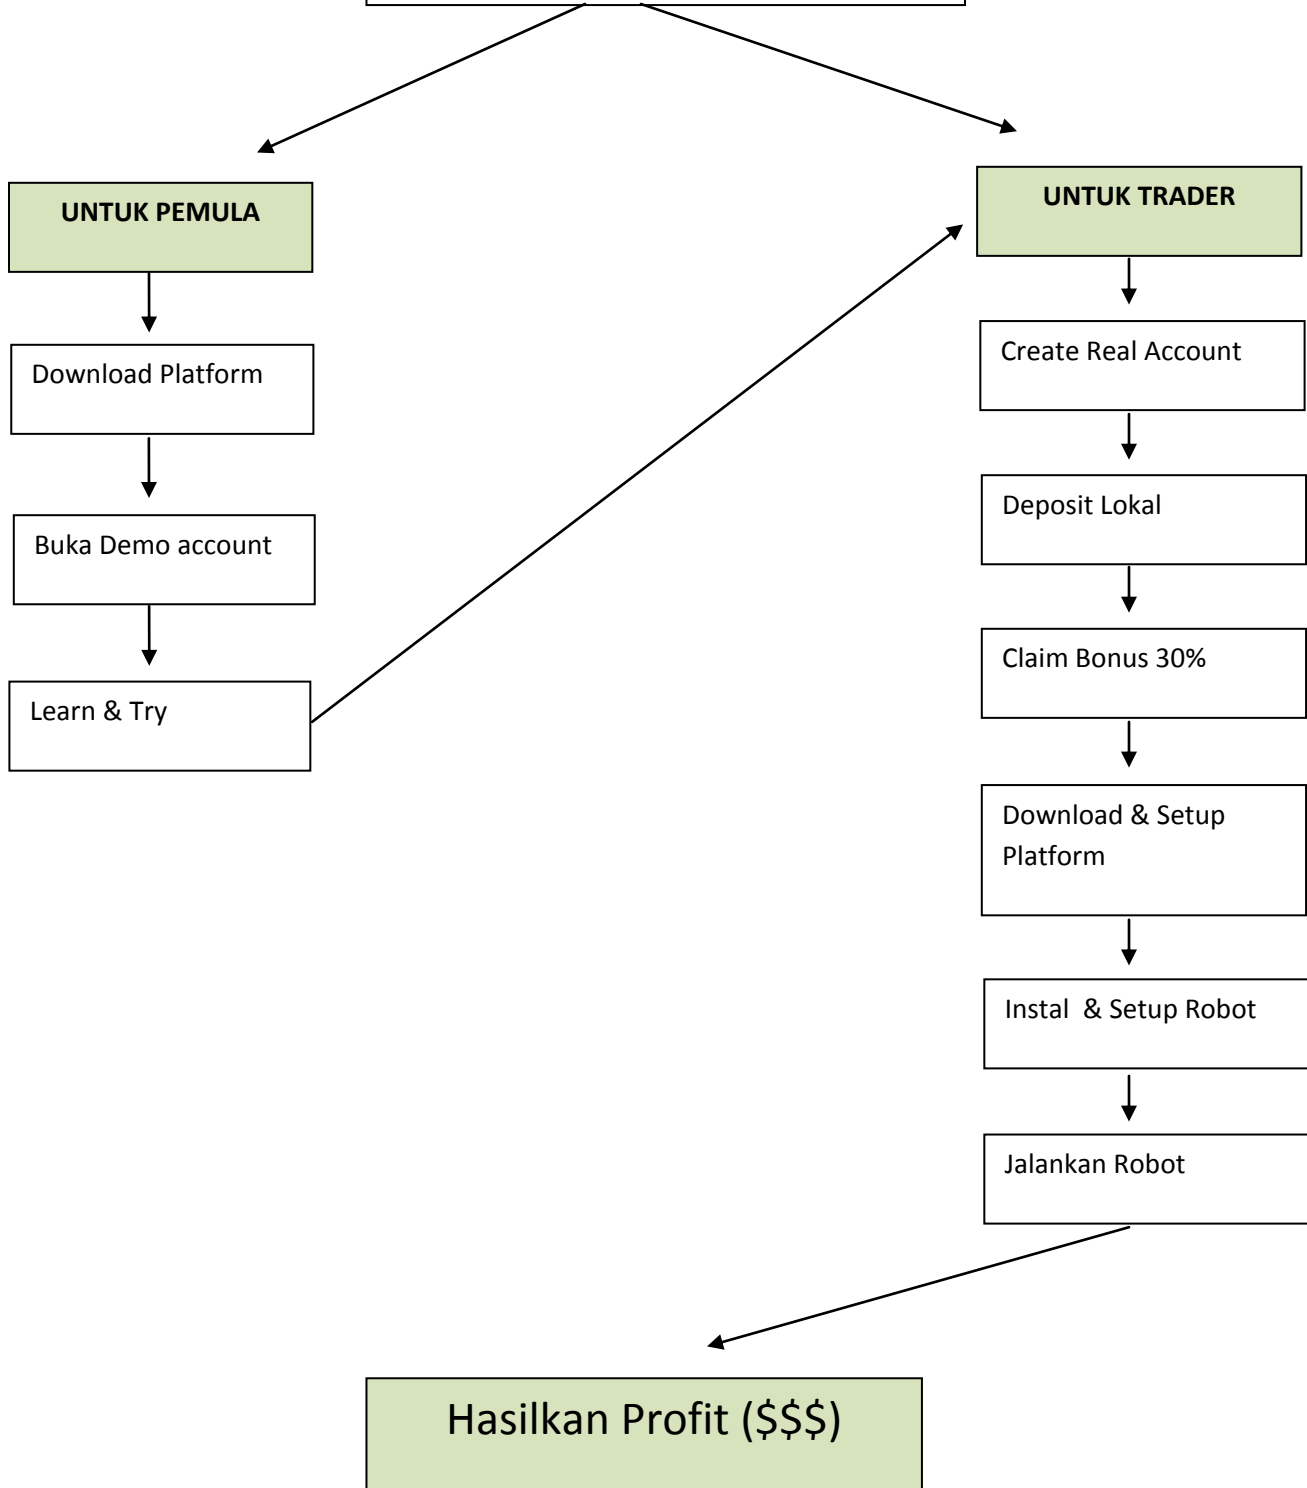 UNTUK PEMULA
Download Platform
Buka Demo account
Learn & Try
UNTUK TRADER
Create Real Account
Deposit Lokal
Claim Bonus 30%
Download & Setup
Platform
Instal  & Setup Robot
Jalankan Robot
Hasilkan Profit ($$$)